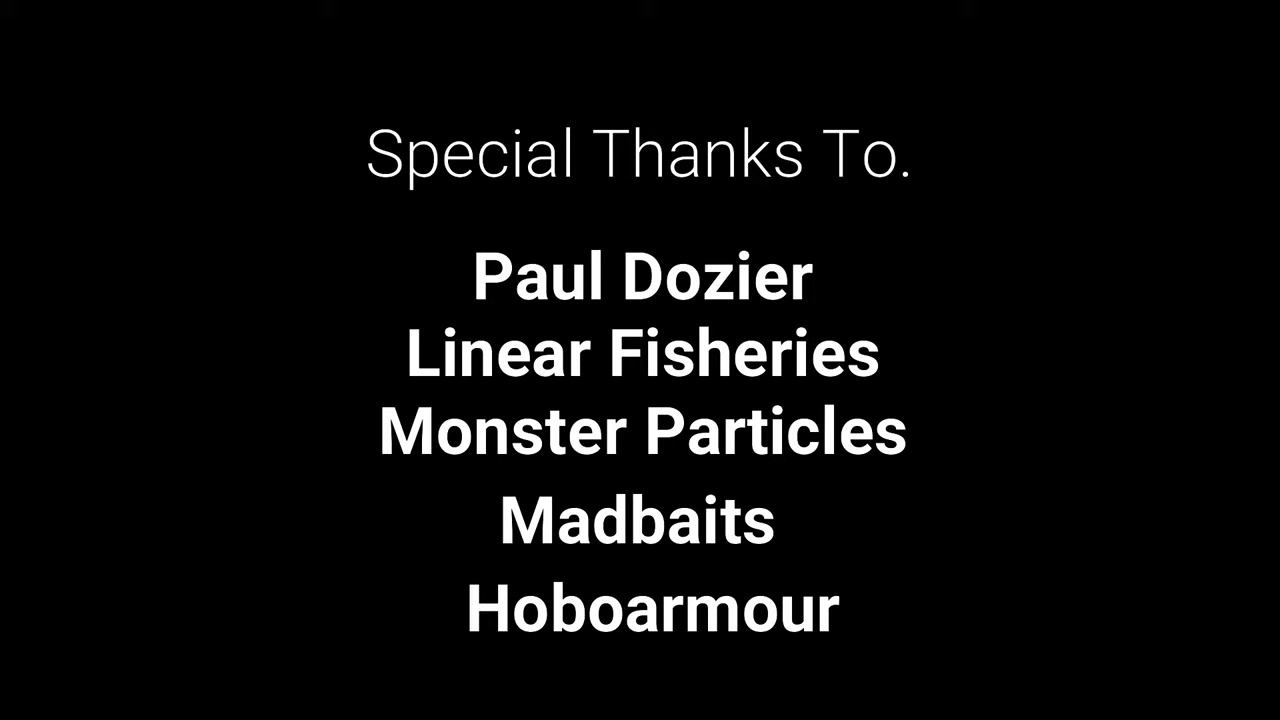 Special Thanks To.
Paul Dozier
Linear Fisheries
Monster Particles
Madbaits
Hoboarmour